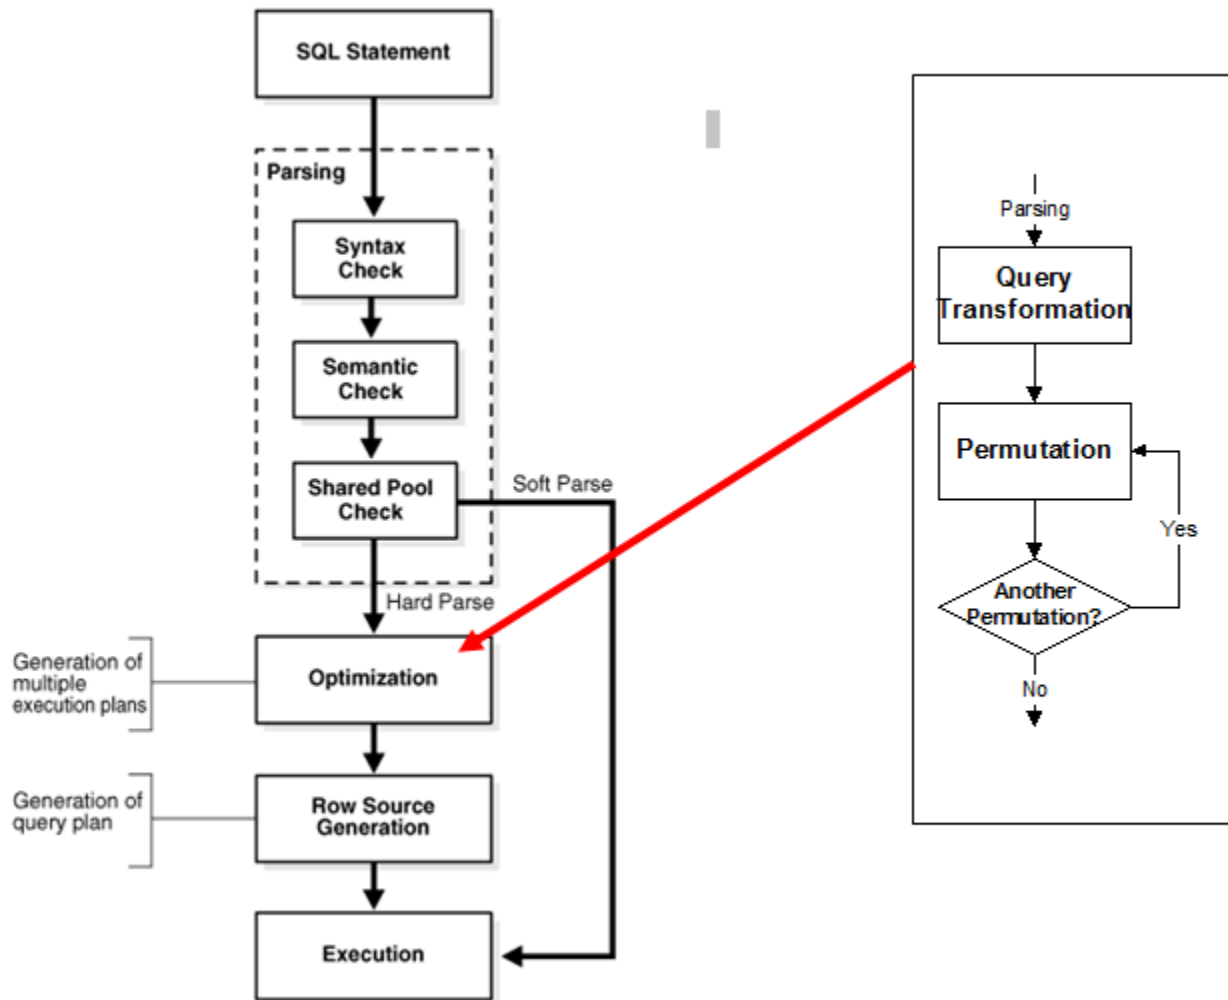 SQL Statement
Parsing
Syntax
Check
Semantic
Check
Shared Pool
Check
Soft Parse
Hard Parse
Generation of
multiple
execution plans
Optimization
Generation of
query plan
Row Source
Generation
Execution
Parsing
Query
Transformation
Permutation
Yes
Another
Permutation?
No